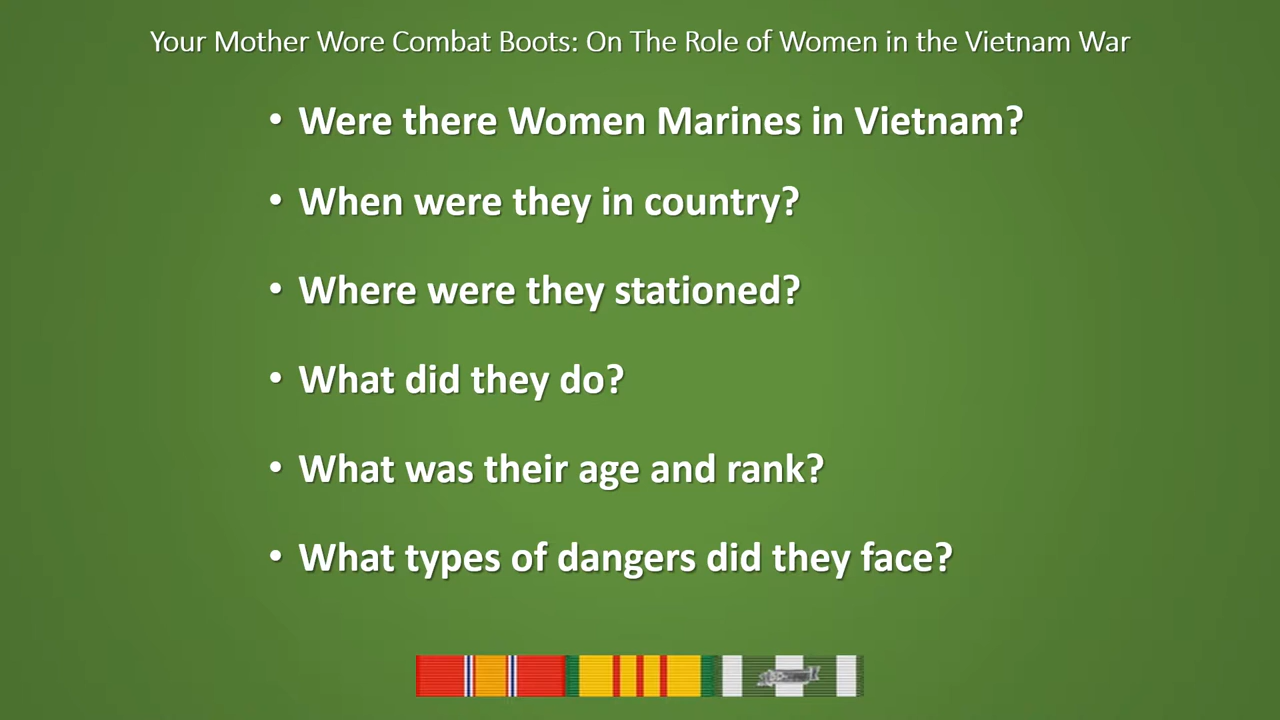 Your Mother Wore Combat Boots: On The Role of Women in the Vietnam War
• Were there Women Marines in Vietnam?
• When were they in country?
• Where were they stationed?
• What did they do?
• What was their age and rank?
• What types of dangers did they face?